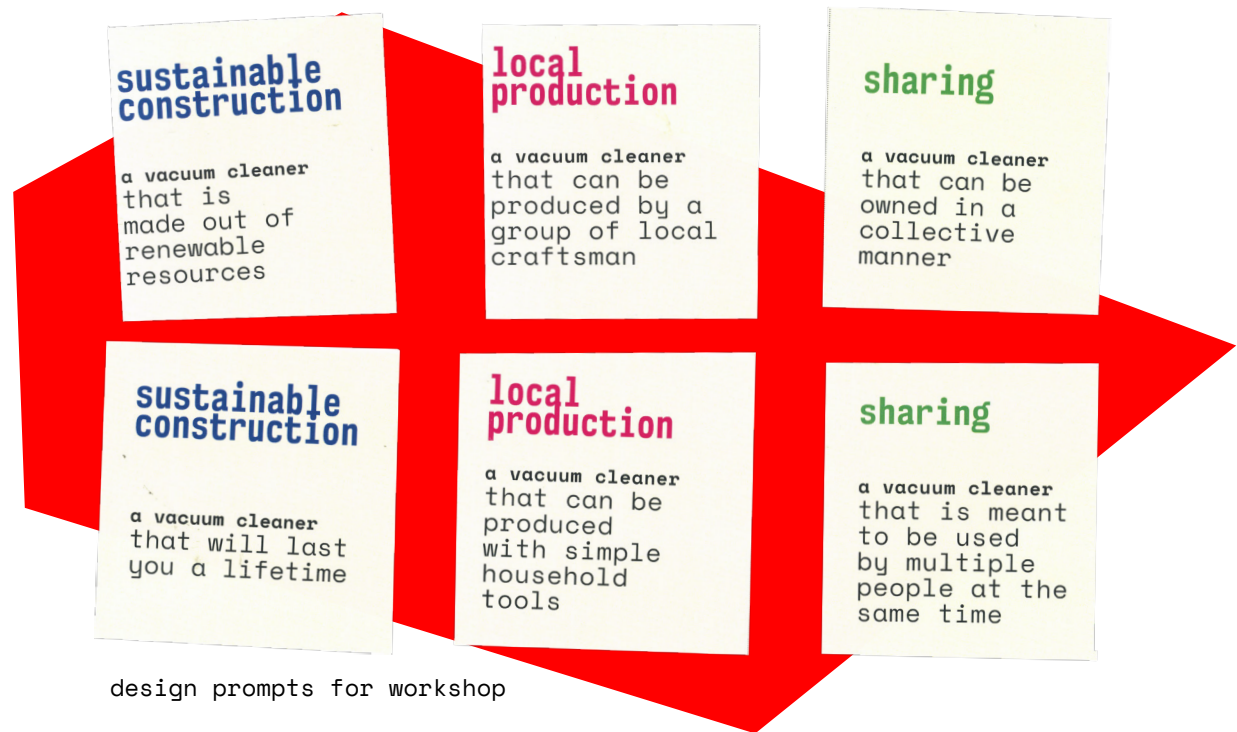 sustainable
construction
a vacuum cleaner
that is
made out of
renewable
resources
local
production
a vacuum cleaner
that can be
produced by a
group of local
craftsman
sharing
a vacuum cleaner
that can be
owned in a
collective
manner
sustainable
construction
a vacuum cleaner
that will last
you a lifetime
local
production
a vacuum cleaner
that can be
produced
with simple
household
tools
sharing
a vacuum cleaner
that is meant
to be used
by multiple
people at the
same time
design prompts for workshop